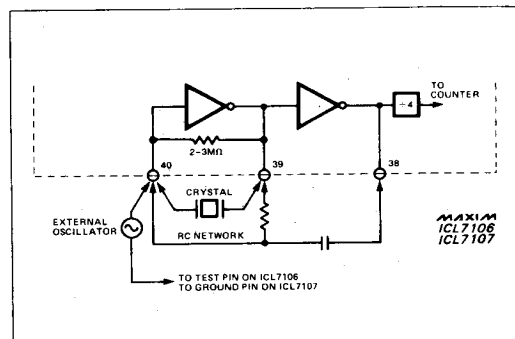 TO
COUNTER
÷4
2-3MΩ
40
39
38
CRYSTAL
EXTERNAL
OSCILLATOR
RC NETWORK
MAXIM
ICL7106
ICL7107
TO TEST PIN ON ICL7106
TO GROUND PIN ON ICL7107